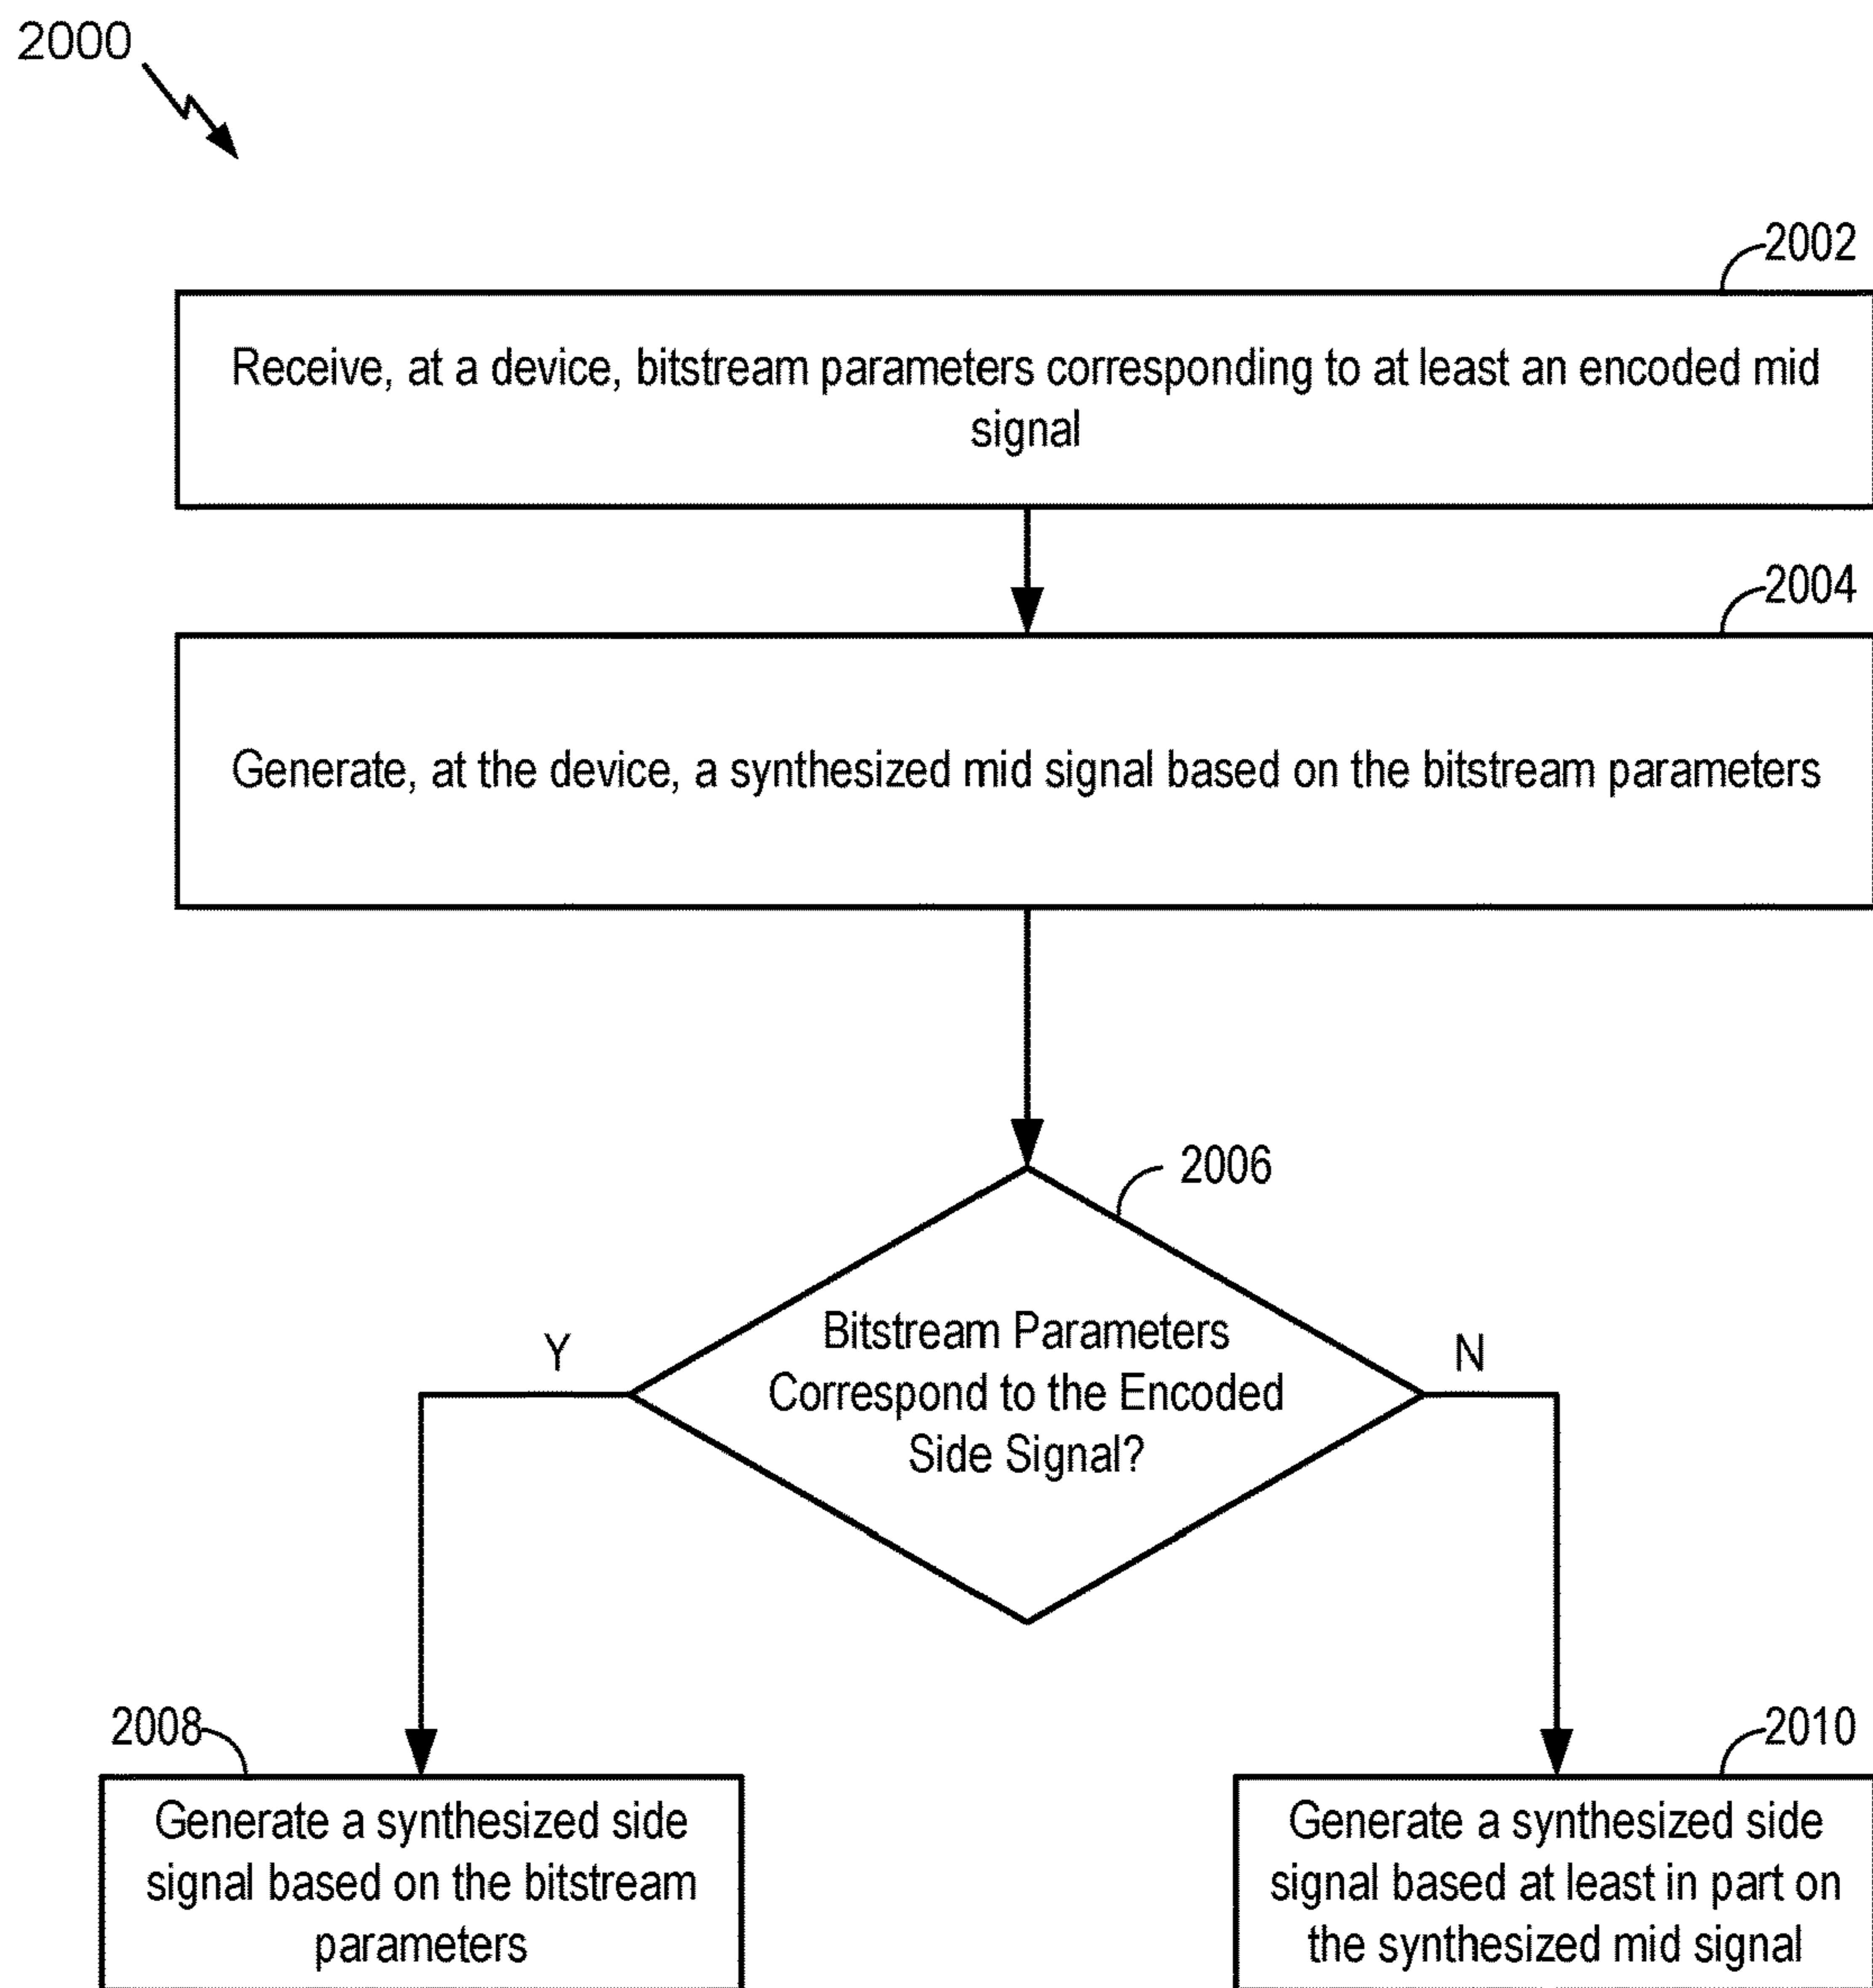 2000
2002
Receive, at a device, bitstream parameters corresponding to at least an encoded mid
signal
2004
Generate, at the device, a synthesized mid signal based on the bitstream parameters
2006
Bitstream Parameters
Correspond to the Encoded
Side Signal?
Y
N
2008
Generate a synthesized side
signal based on the bitstream
parameters
2010
Generate a synthesized side
signal based at least in part on
the synthesized mid signal